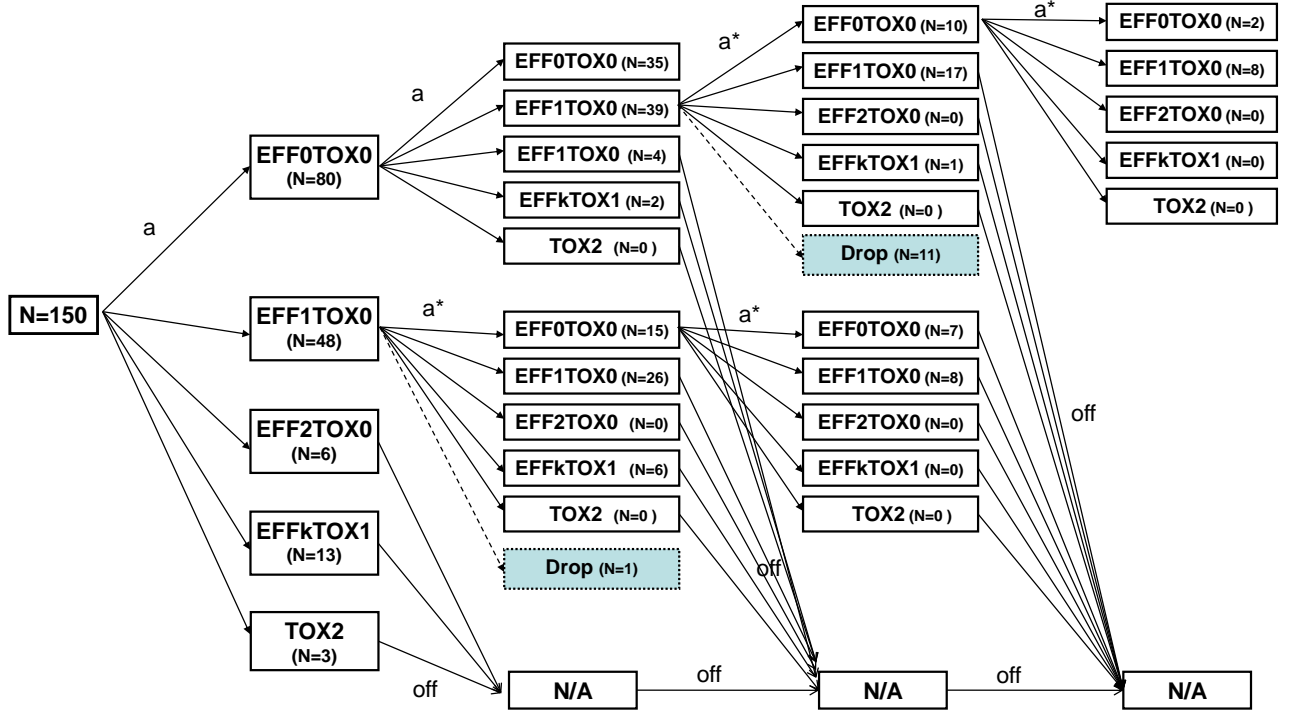 N=150
a
EFF0TOX0
(N=80)
EFF1TOX0
(N=48)
EFF2TOX0
(N=6)
EFFkTOX1
(N=13)
TOX2
(N=3)
off
a
EFF0TOX0 (N=35)
EFF1TOX0 (N=39)
EFF1TOX0 (N=4)
EFFkTOX1 (N=2)
TOX2 (N=0 )
a*
EFF0TOX0 (N=15)
EFF1TOX0 (N=26)
EFF2TOX0 (N=0)
EFFkTOX1 (N=6)
TOX2 (N=0 )
Drop (N=1)
N/A
off
off
a*
EFF0TOX0 (N=10)
EFF1TOX0 (N=17)
EFF2TOX0 (N=0)
EFFkTOX1 (N=1)
TOX2 (N=0 )
Drop (N=11)
a*
EFF0TOX0 (N=7)
EFF1TOX0 (N=8)
EFF2TOX0 (N=0)
EFFkTOX1 (N=0)
TOX2 (N=0 )
N/A
off
off
a*
EFF0TOX0 (N=2)
EFF1TOX0 (N=8)
EFF2TOX0 (N=0)
EFFkTOX1 (N=0)
TOX2 (N=0 )
N/A